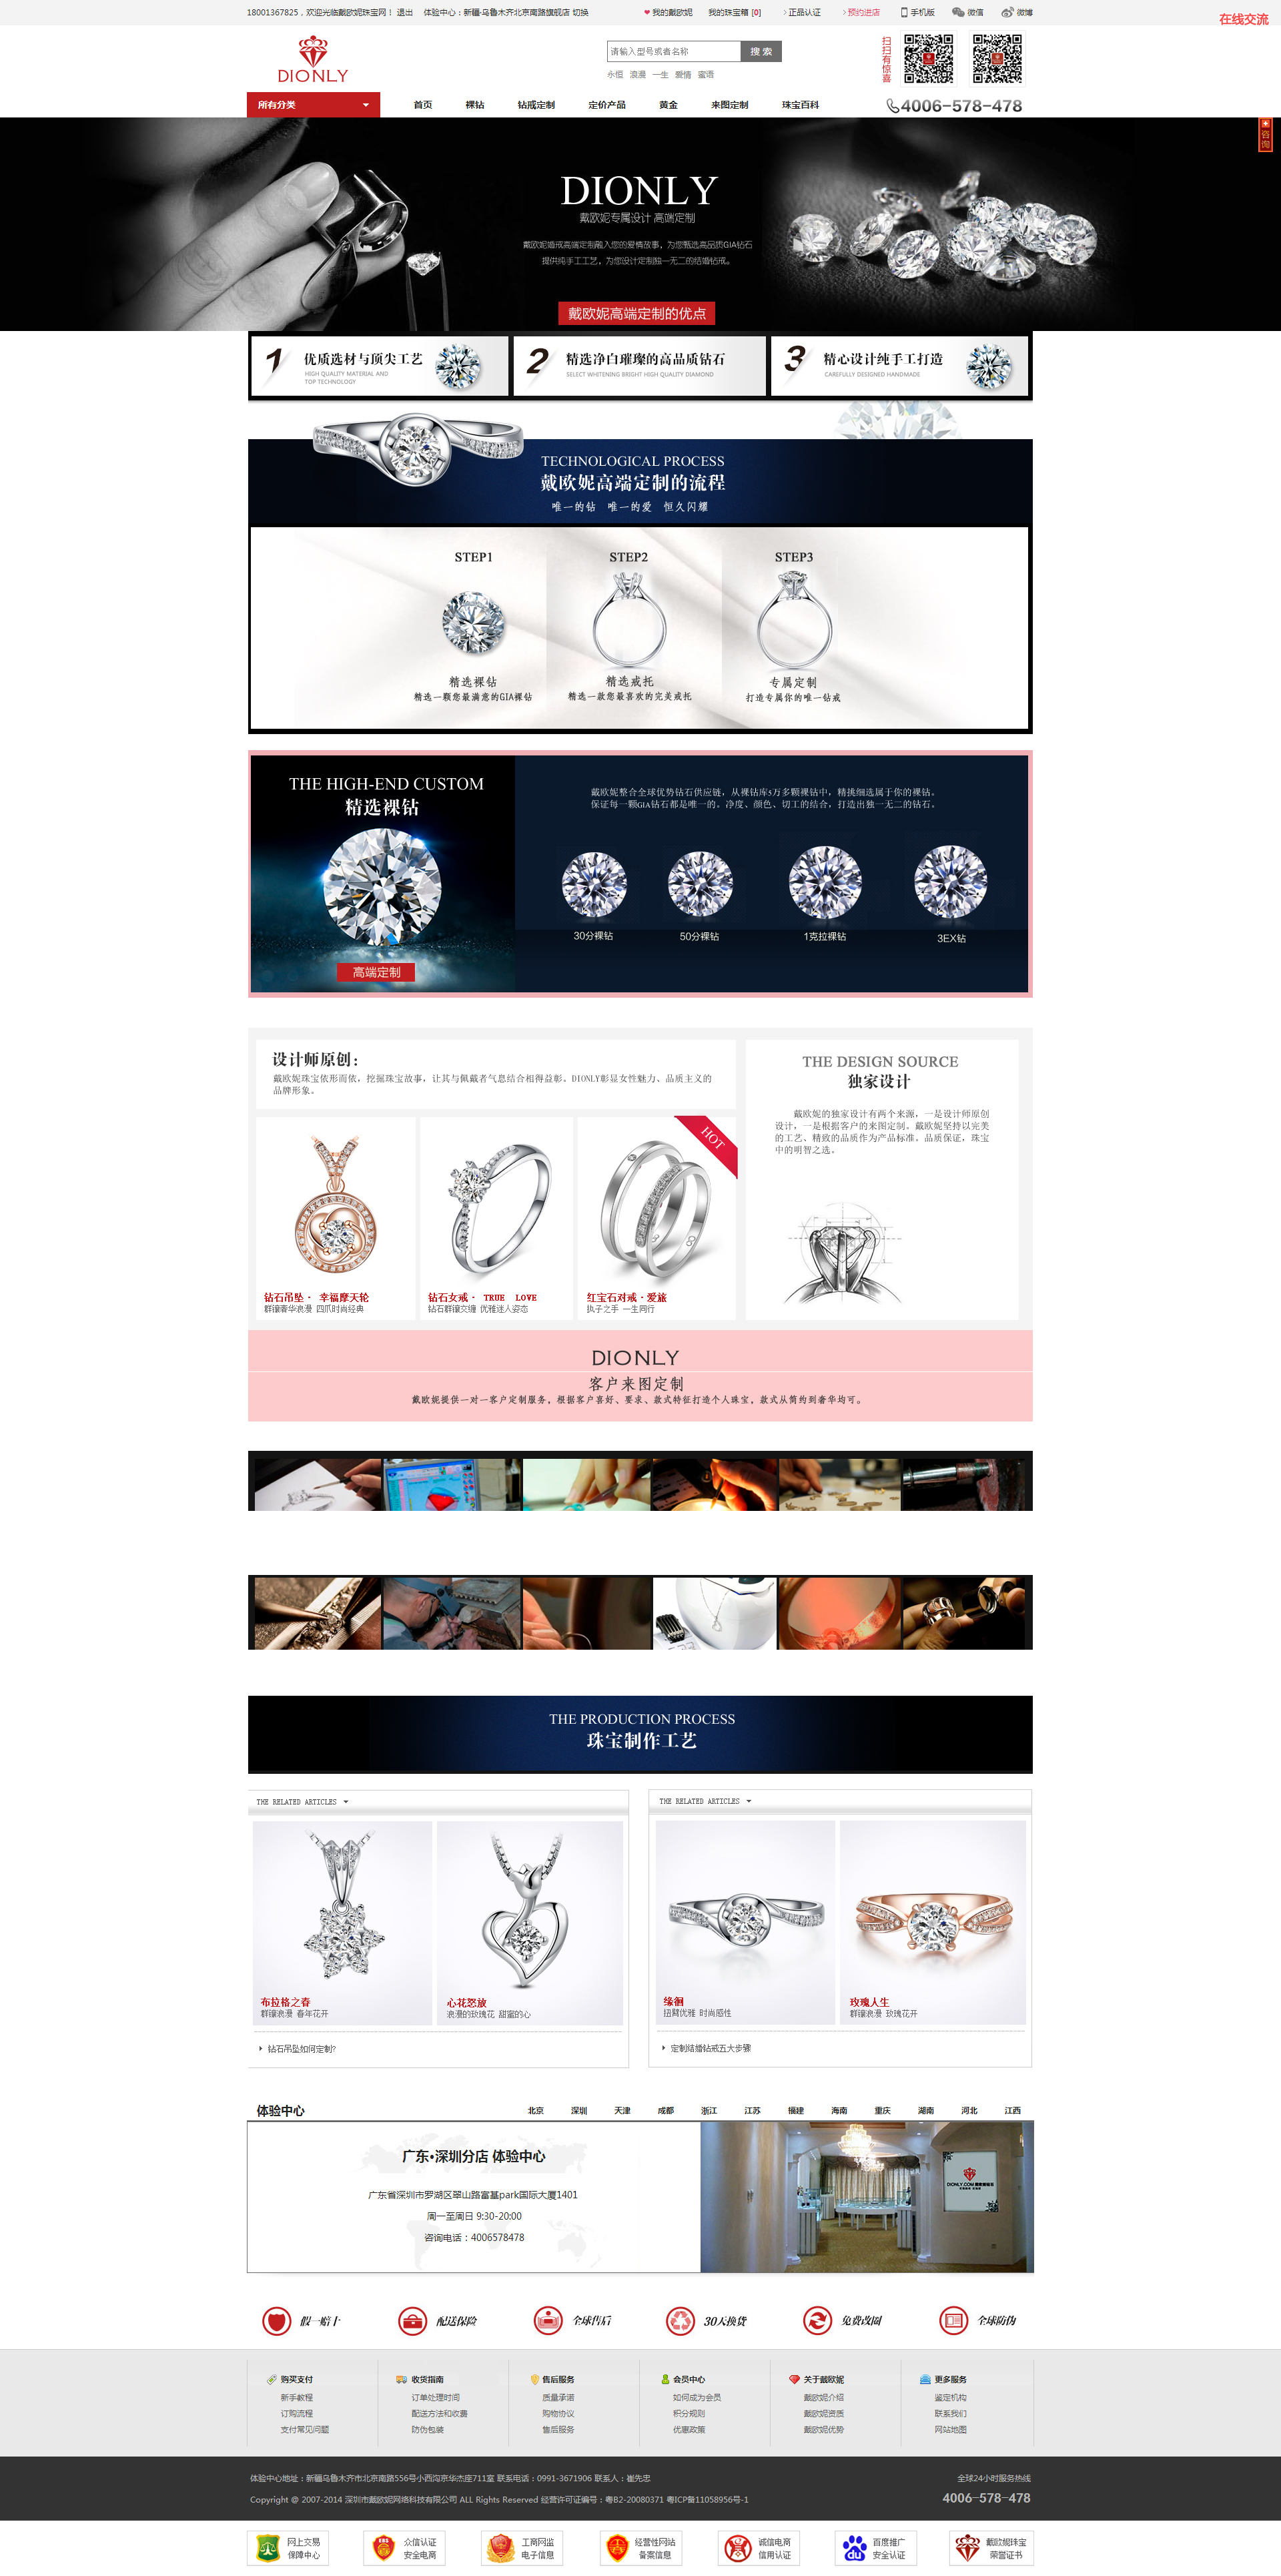 18001367825，欢迎光临戴欧妮珠宝网！ 退出 体验中心：新疆·乌鲁木齐北京南路旗舰店 切换 我的戴欧妮 我的珠宝箱 [0] 正品认证 预约进店 手机版 微信 微博
在线交流
DIONLY
请输入型号或者名称 搜 索
永恒 浪漫 一生 爱情 蜜语
扫扫有惊喜
所有分类 首页 裸钻 钻戒定制 定价产品 黄金 来图定制 珠宝百科 4006-578-478
咨询
DIONLY
戴欧妮专属设计 高端定制
戴欧妮婚戒高端定制融入您的爱情故事，为您甄选高品质GIA钻石
提供纯手工工艺，为您设计定制独一无二的结婚钻戒。
戴欧妮高端定制的优点
1 优质选材与顶尖工艺
HIGH QUALITY MATERIAL AND
TOP TECHNOLOGY
2 精选净白璀璨的高品质钻石
SELECT WHITENING BRIGHT HIGH QUALITY DIAMOND
3 精心设计纯手工打造
CAREFULLY DESIGNED HANDMADE
TECHNOLOGICAL PROCESS
戴欧妮高端定制的流程
唯一的钻 唯一的爱 恒久闪耀
STEP1 STEP2 STEP3
精选裸钻 精选戒托 专属定制
精选一颗您最满意的GIA裸钻 精选一款您最喜欢的完美戒托 打造专属你的唯一钻戒
THE HIGH-END CUSTOM
精选裸钻
高端定制
戴欧妮整合全球优势钻石供应链，从裸钻库5万多颗裸钻中，精挑细选属于你的裸钻。
保证每一颗GIA钻石都是唯一的。净度、颜色、切工的结合，打造出独一无二的钻石。
30分裸钻 50分裸钻 1克拉裸钻 3EX钻
设计师原创：
戴欧妮珠宝依形而依，挖掘珠宝故事，让其与佩戴者气息结合相得益彰。DIONLY彰显女性魅力、品质主义的
品牌形象。
HOT
钻石吊坠 - 幸福摩天轮
群镶奢华浪漫 四爪时尚经典
钻石女戒 - TRUE LOVE
钻石群镶交缠 优雅迷人姿态
红宝石对戒 - 爱旅
执子之手 一生同行
THE DESIGN SOURCE
独家设计
戴欧妮的独家设计有两个来源，一是设计师原创
设计，一是根据客户的来图定制。戴欧妮坚持以完美
的工艺、精致的品质作为产品标准。品质保证，珠宝
中的明智之选。
DIONLY
客户来图定制
戴欧妮提供一对一客户定制服务，根据客户喜好、要求、款式特征打造个人珠宝，款式从简约到奢华均可。
THE PRODUCTION PROCESS
珠宝制作工艺
THE RELATED ARTICLES
布拉格之春
群镶浪漫 春年花开
心花怒放
浪漫的玫瑰花 甜蜜的心
钻石吊坠如何定制?
THE RELATED ARTICLES
缘徊
扭臂优雅 时尚感性
玫瑰人生
群镶浪漫 玫瑰花开
定制结婚钻戒五大步骤
体验中心 北京 深圳 天津 成都 浙江 江苏 福建 海南 重庆 湖南 河北 江西
广东·深圳分店 体验中心
广东省深圳市罗湖区翠山路富基park国际大厦1401
周一至周日 9:30-20:00
咨询电话：4006578478
假一赔十 配送保险 全球售后 30天换货 免费改圈 全球防伪
购买支付 收货指南 售后服务 会员中心 关于戴欧妮 更多服务
新手教程 订单处理时间 质量承诺 如何成为会员 戴欧妮介绍 鉴定机构
订购流程 配送方法和收费 购物协议 积分规则 戴欧妮资质 联系我们
支付常见问题 防伪包装 售后服务 优惠政策 戴欧妮优势 网站地图
体验中心地址：新疆乌鲁木齐市北京南路556号小西沟京华杰座711室 联系电话：0991-3671906 联系人：崔先忠 全球24小时服务热线
Copyright @ 2007-2014 深圳市戴欧妮网络科技有限公司 ALL Rights Reserved 经营许可证编号：粤B2-20080371 粤ICP备11058956号-1 4006-578-478
网上交易 众信认证 工商网监 经营性网站 诚信电商 百度推广 戴欧妮珠宝
保障中心 安全电商 电子信息 备案信息 信用认证 安全认证 荣誉证书